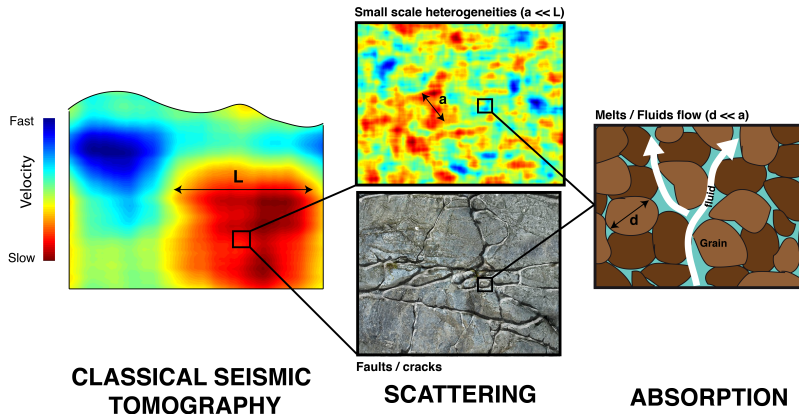 Small scale heterogeneities (a << L)
a
Fast
Velocity
Slow
L
Melts / Fluids flow (d << a)
fluid
d
Grain
Faults / cracks
CLASSICAL SEISMIC
TOMOGRAPHY
SCATTERING
ABSORPTION